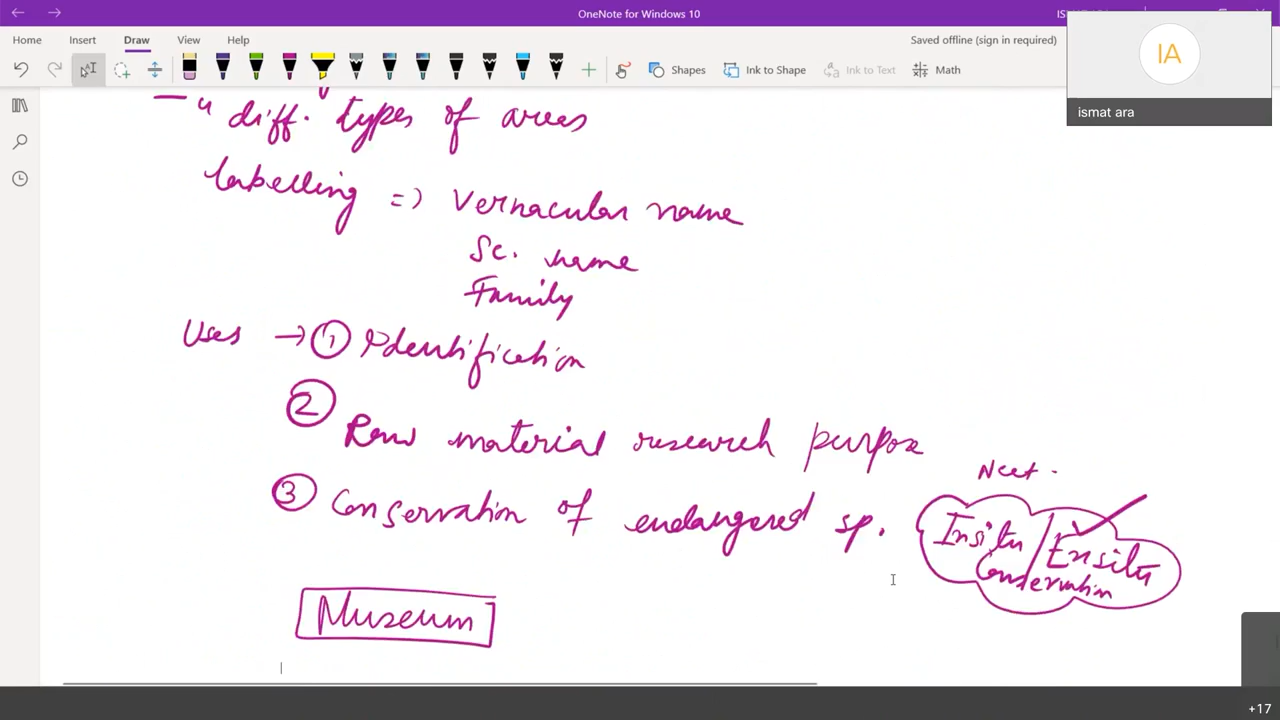 OneNote for Windows 10
Home Insert Draw View Help
Saved offline (sign in required)
Shapes Ink to Shape Ink to Text Math
IA
ismat ara
— " diff. types of areas
labelling => Vernacular name
Sc. name
Family
Uses → ① Identification
② Raw material research purpose
③ Conservation of endangered sp.
Neet
Insitu / Exsitu
Conservation
Museum
+17